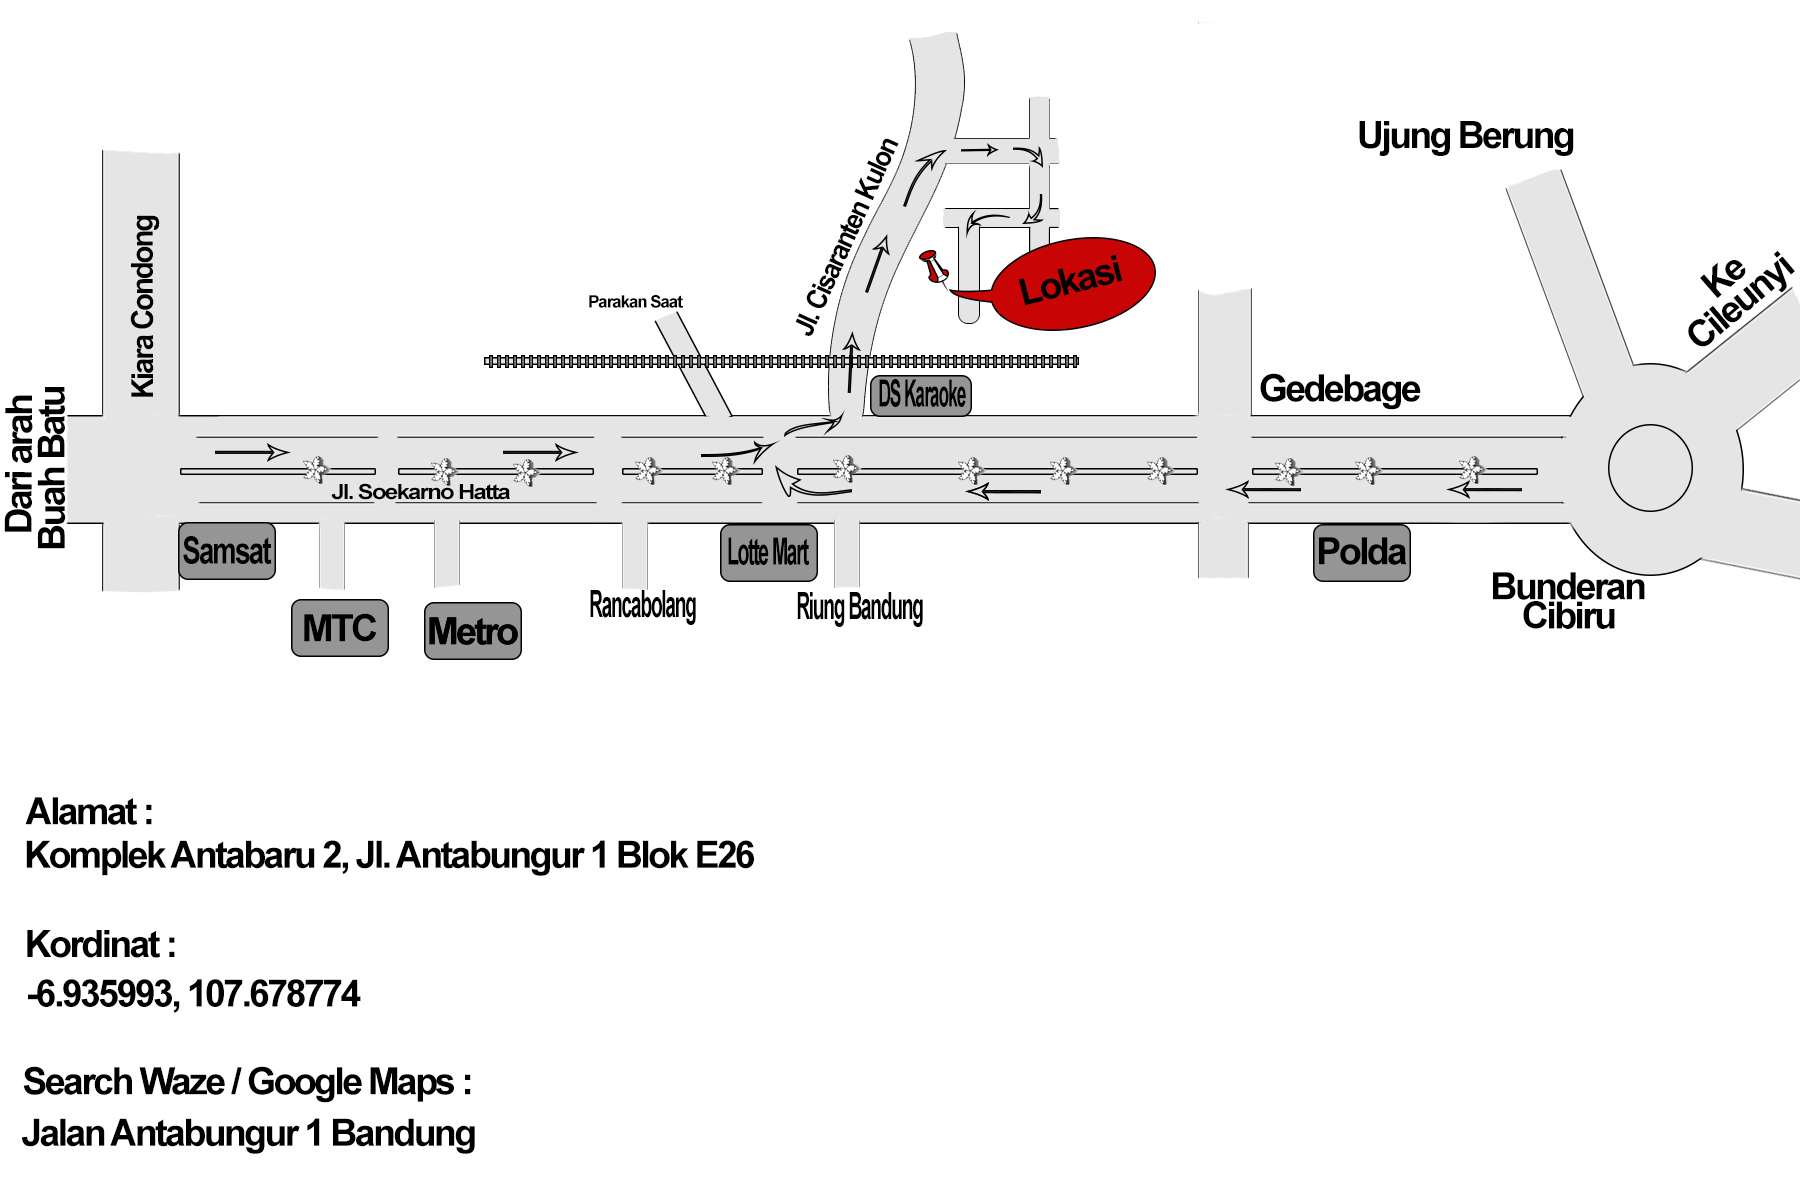 Ujung Berung
Jl. Cisaranten Kulon
Kiara Condong
Ke
Cileunyi
Lokasi
Parakan Saat
DS Karaoke
Gedebage
Dari arah
Buah Batu
Jl. Soekarno Hatta
Samsat
Lotte Mart
Polda
MTC
Metro
Rancabolang
Riung Bandung
Bunderan
Cibiru
Alamat :
Komplek Antabaru 2, Jl. Antabungur 1 Blok E26
Kordinat :
-6.935993, 107.678774
Search Waze / Google Maps :
Jalan Antabungur 1 Bandung